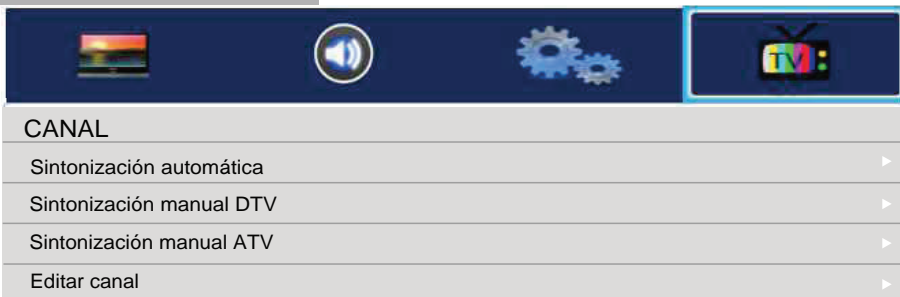 TV
CANAL
Sintonización automática
Sintonización manual DTV
Sintonización manual ATV
Editar canal